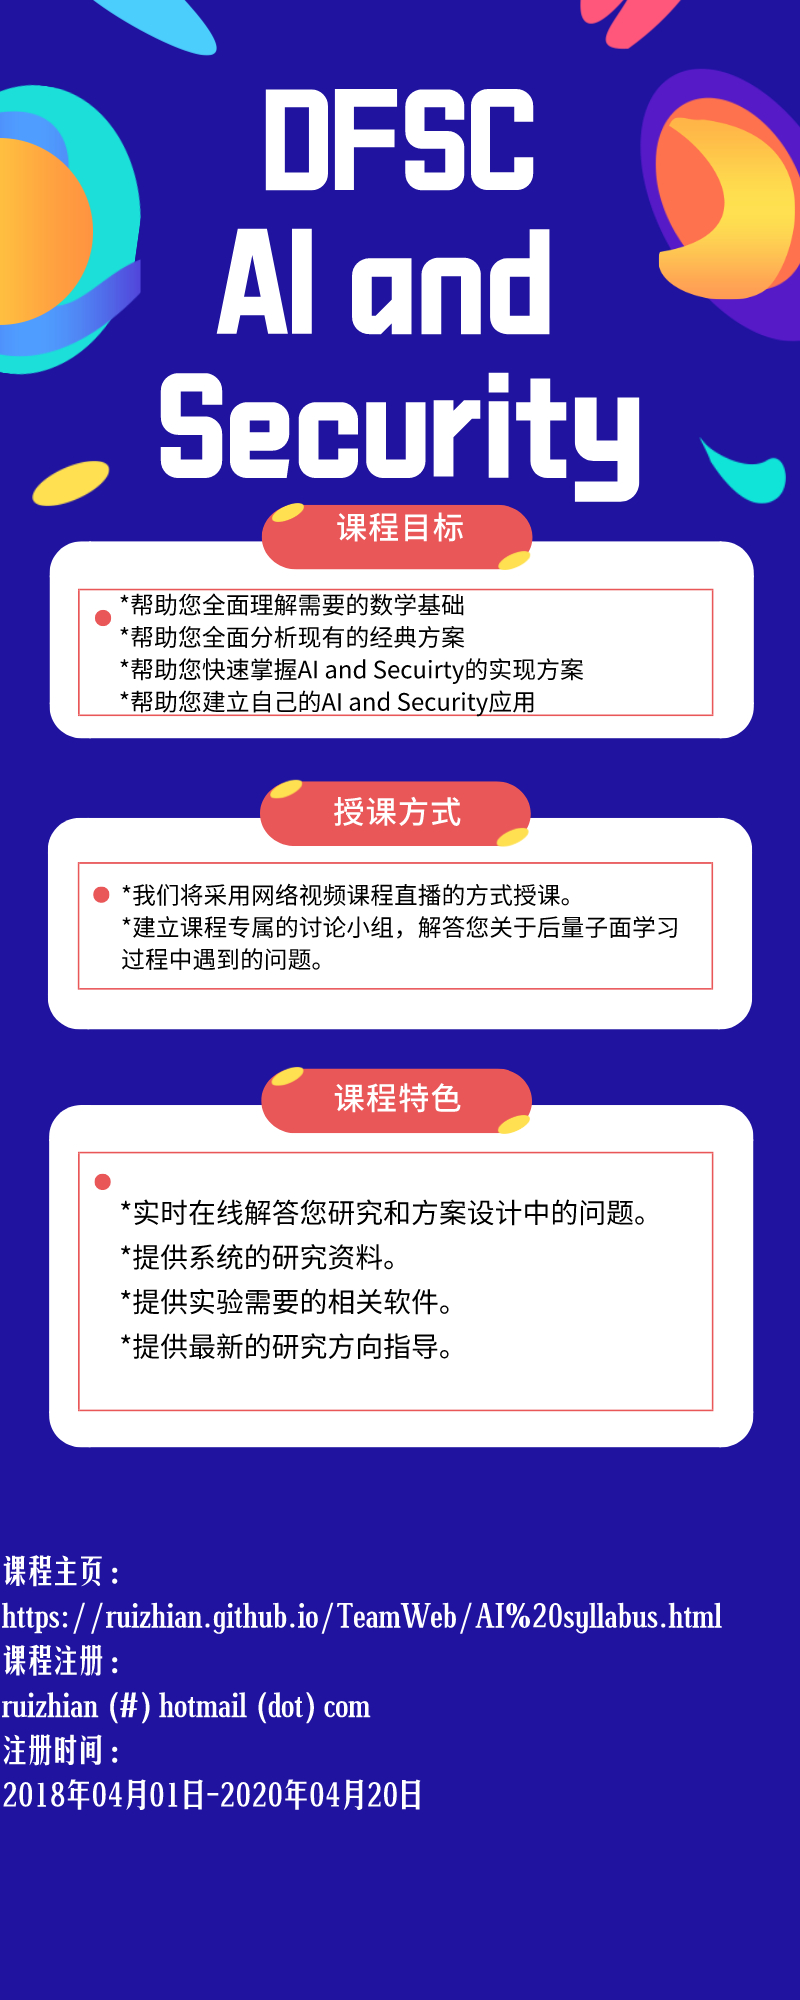 DFSC
AI and
Security
课程目标
*帮助您全面理解需要的数学基础
*帮助您全面分析现有的经典方案
*帮助您快速掌握AI and Secuirty的实现方案
*帮助您建立自己的AI and Security应用
授课方式
*我们将采用网络视频课程直播的方式授课。
*建立课程专属的讨论小组，解答您关于后量子面学习
过程中遇到的问题。
课程特色
*实时在线解答您研究和方案设计中的问题。
*提供系统的研究资料。
*提供实验需要的相关软件。
*提供最新的研究方向指导。
课程主页：
https://ruizhian.github.io/TeamWeb/AI%20syllabus.html
课程注册：
ruizhian (#) hotmail (dot) com
注册时间：
2018年04月01日-2020年04月20日